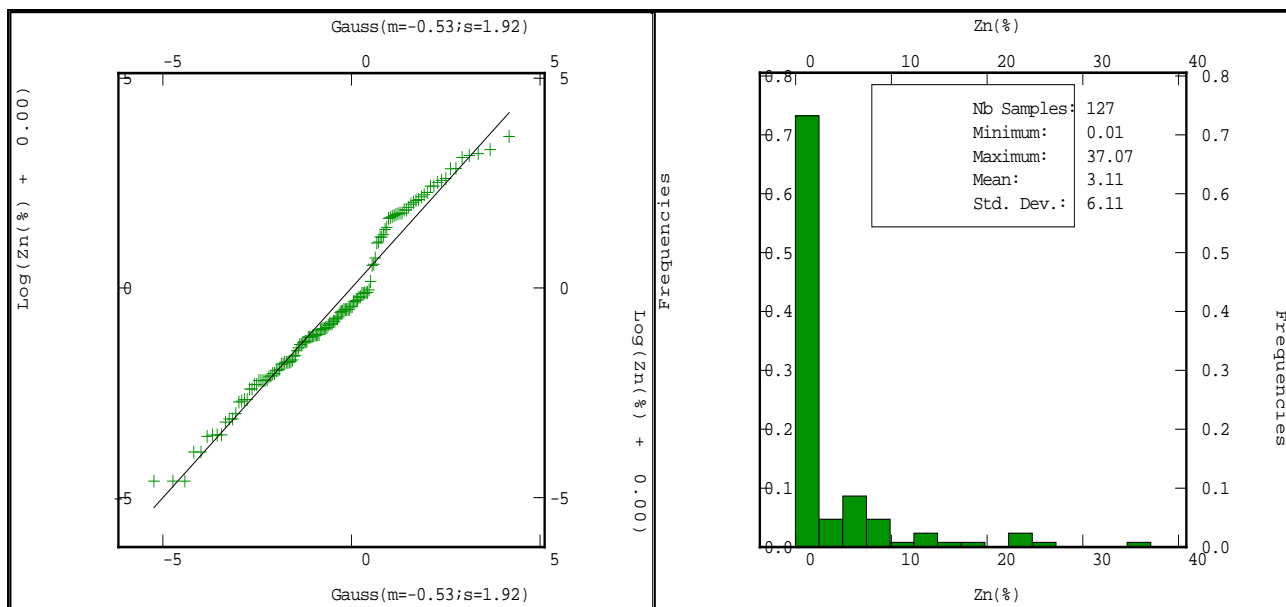 Gauss(m=-0.53;s=1.92)
-5 0 5
5 5
0 0
-5 -5
-5 0 5
Gauss(m=-0.53;s=1.92)
Log(Zn(%) + 0.00)
Log(Zn(%) + 0.00)
Zn(%)
0 10 20 30 40
0.8 0.8
0.7 0.7
0.6 0.6
0.5 0.5
0.4 0.4
0.3 0.3
0.2 0.2
0.1 0.1
0.0 0.0
0 10 20 30 40
Zn(%)
Frequencies
Frequencies
Nb Samples: 127
Minimum: 0.01
Maximum: 37.07
Mean: 3.11
Std. Dev.: 6.11